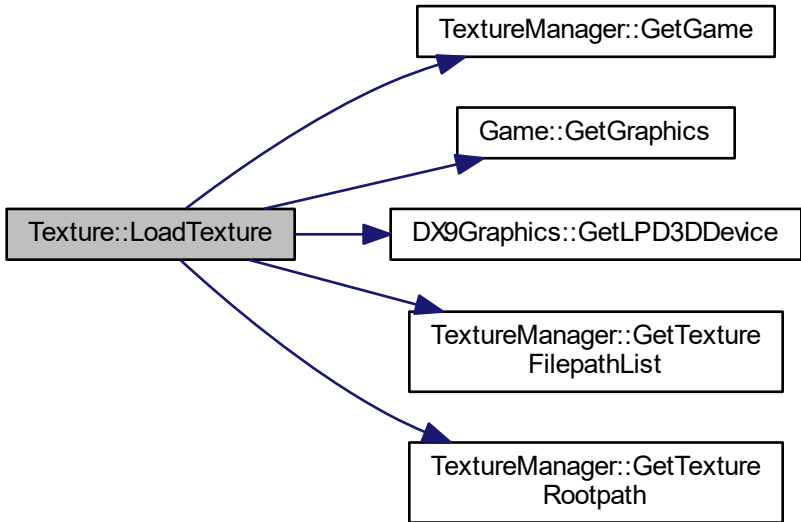 TextureManager::GetGame
Game::GetGraphics
Texture::LoadTexture
DX9Graphics::GetLPD3DDevice
TextureManager::GetTexture
FilepathList
TextureManager::GetTexture
Rootpath